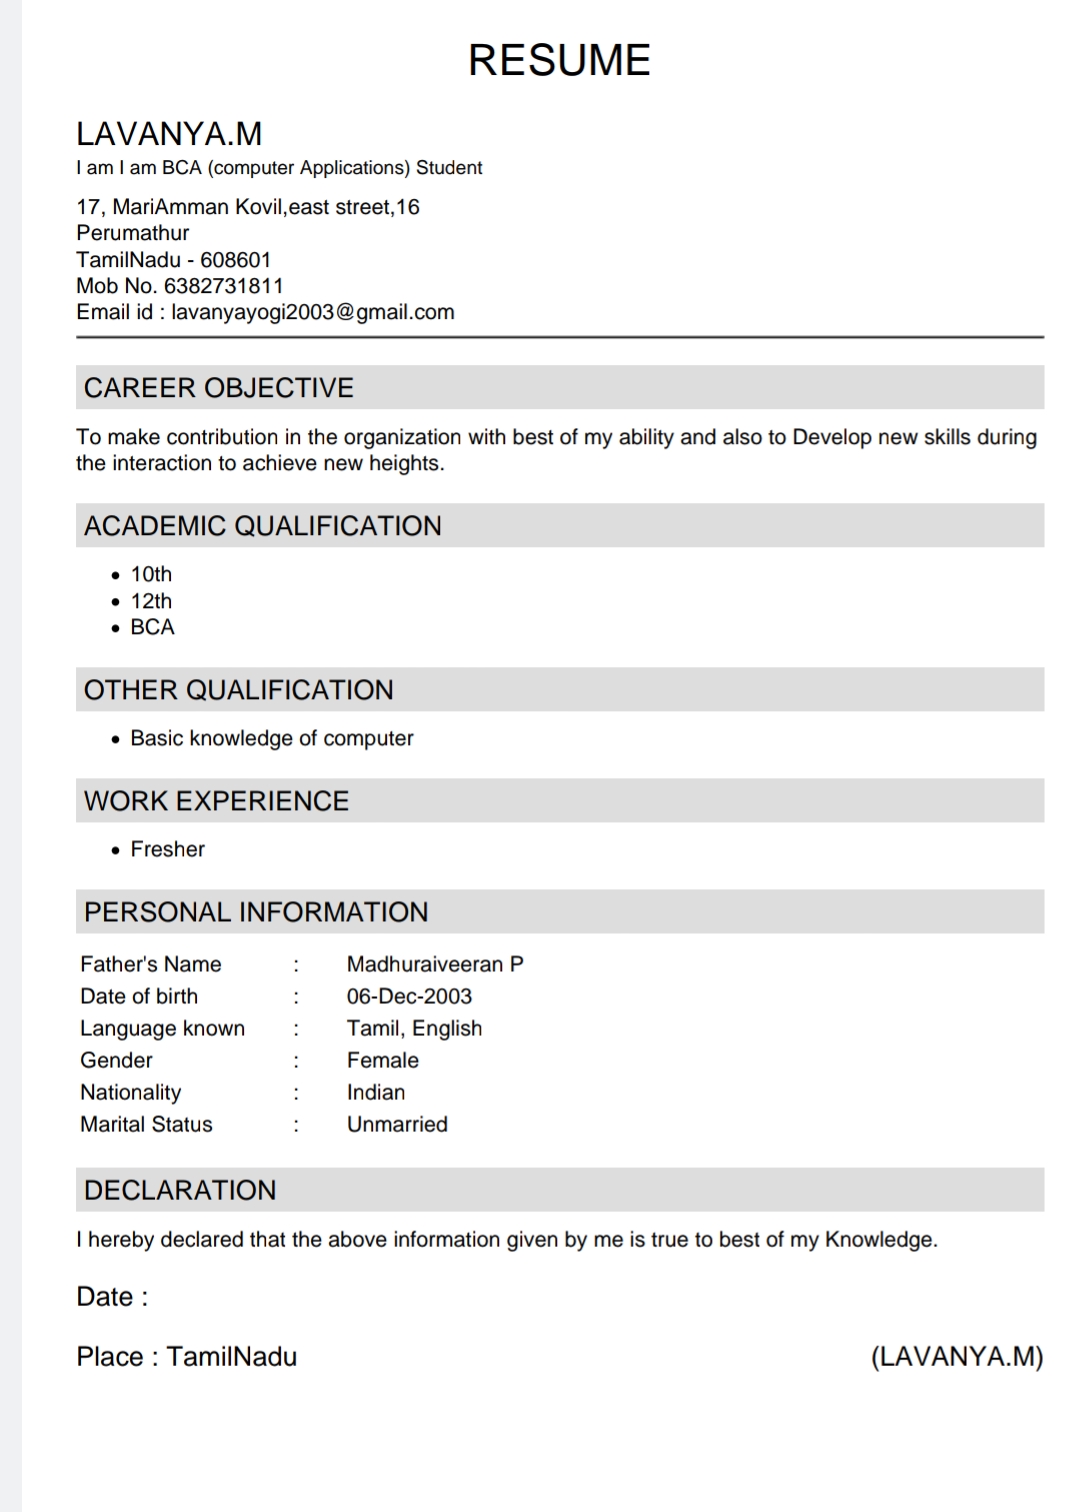 RESUME
LAVANYA.M
I am I am BCA (computer Applications) Student
17, MariAmman Kovil,east street,16
Perumathur
TamilNadu - 608601
Mob No. 6382731811
Email id : lavanyayogi2003@gmail.com
CAREER OBJECTIVE
To make contribution in the organization with best of my ability and also to Develop new skills during
the interaction to achieve new heights.
ACADEMIC QUALIFICATION
• 10th
• 12th
• BCA
OTHER QUALIFICATION
• Basic knowledge of computer
WORK EXPERIENCE
• Fresher
PERSONAL INFORMATION
Father's Name : Madhuraiveeran P
Date of birth : 06-Dec-2003
Language known : Tamil, English
Gender : Female
Nationality : Indian
Marital Status : Unmarried
DECLARATION
I hereby declared that the above information given by me is true to best of my Knowledge.
Date :
Place : TamilNadu (LAVANYA.M)